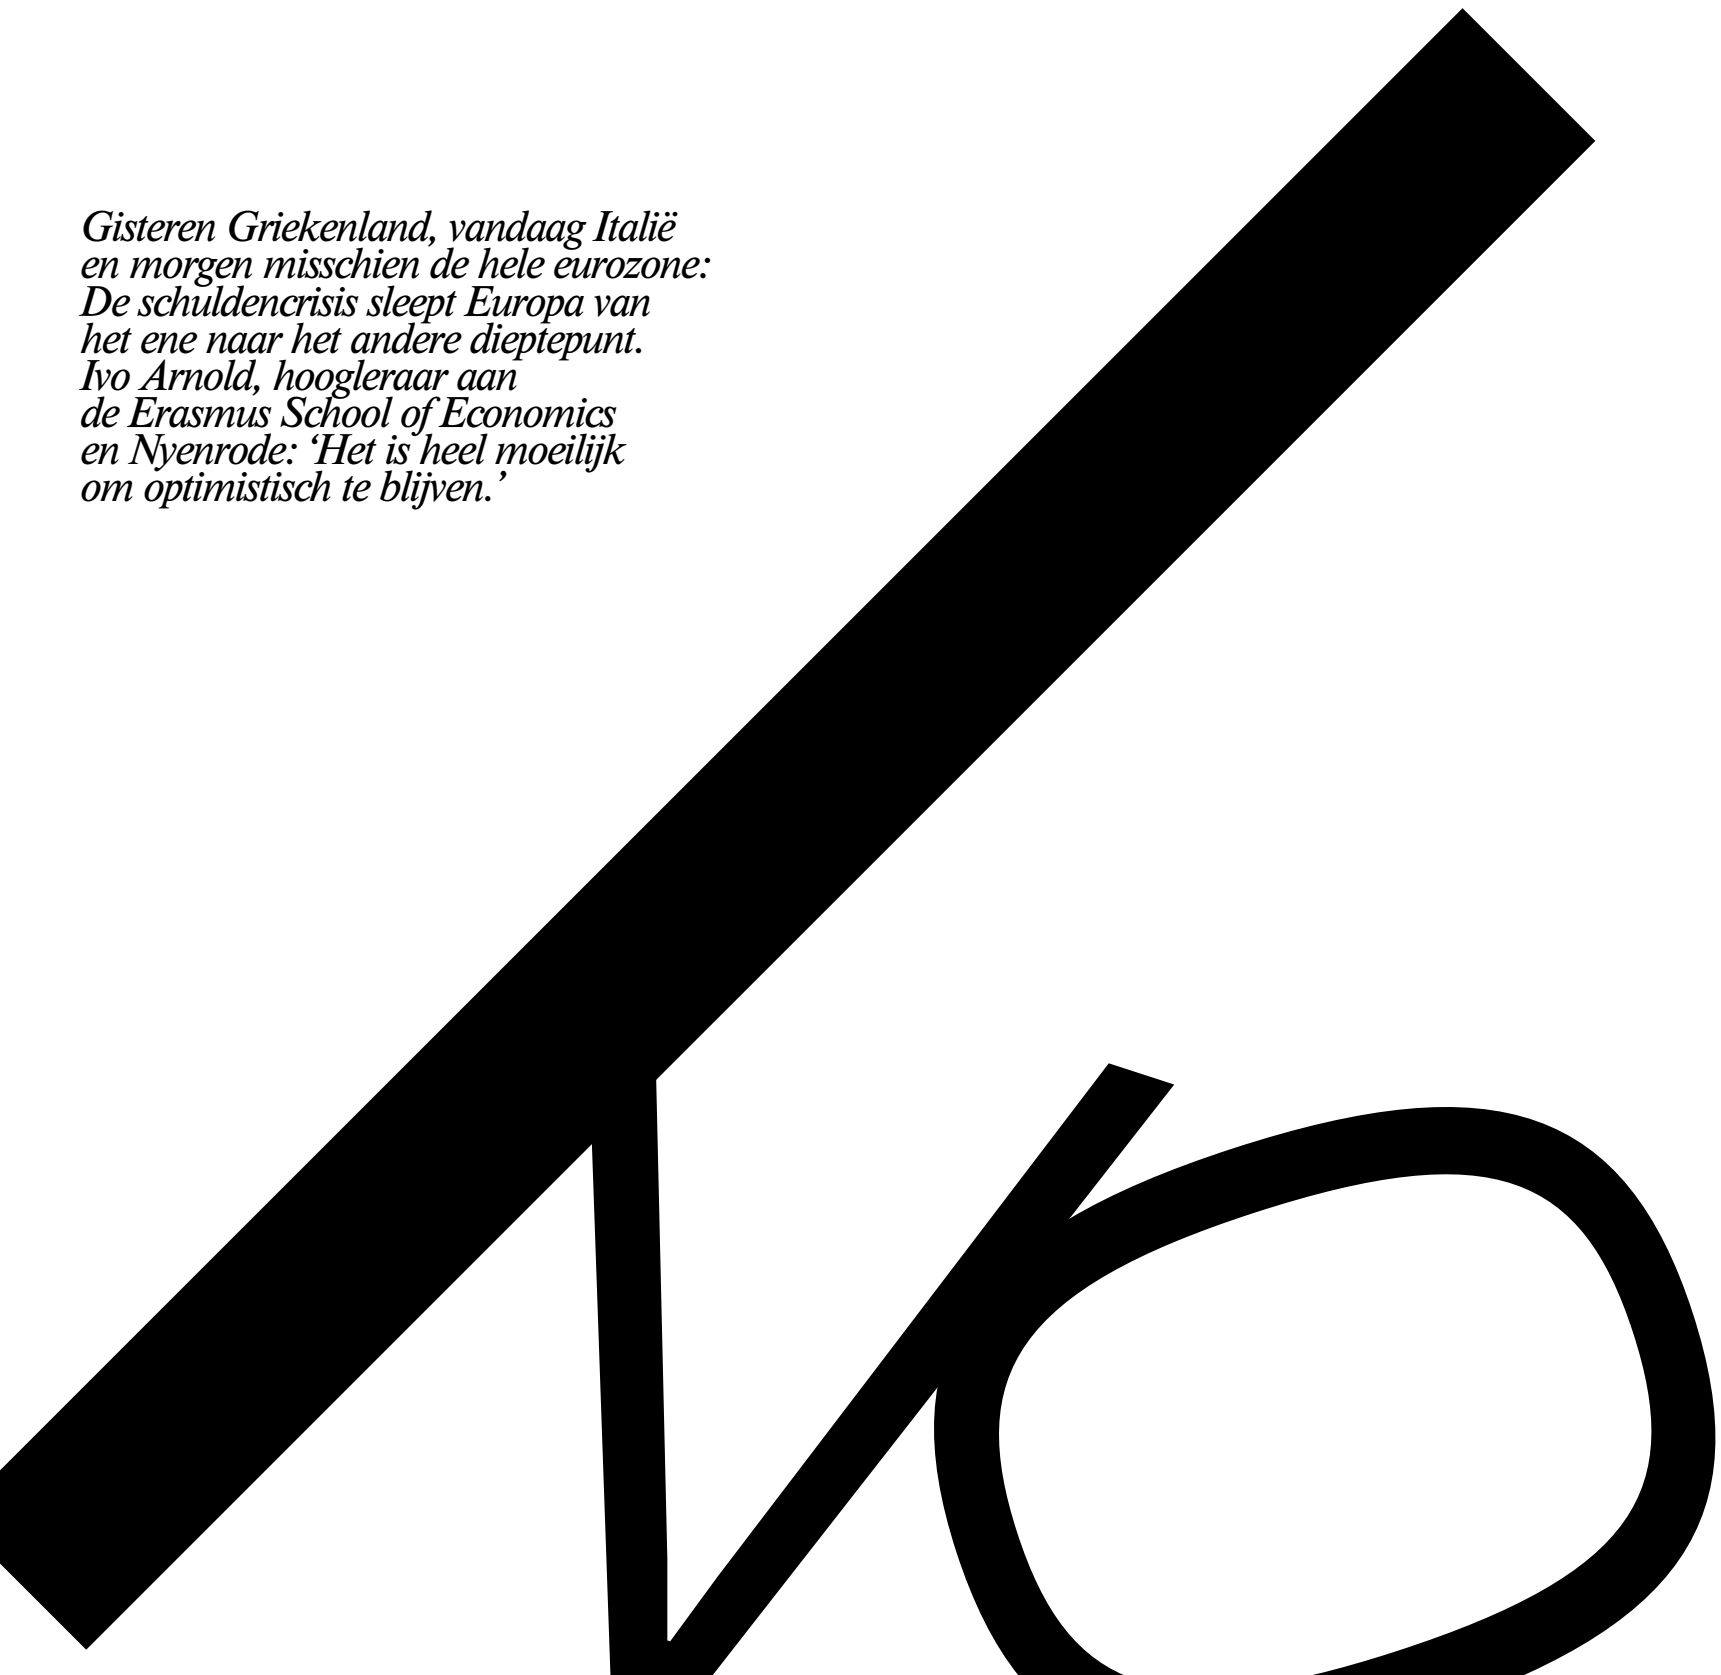 Gisteren Griekenland, vandaag Italië
en morgen misschien de hele eurozone:
De schuldencrisis sleept Europa van
het ene naar het andere dieptepunt.
Ivo Arnold, hoogleraar aan
de Erasmus School of Economics
en Nyenrode: ‘Het is heel moeilijk
om optimistisch te blijven.’
vo